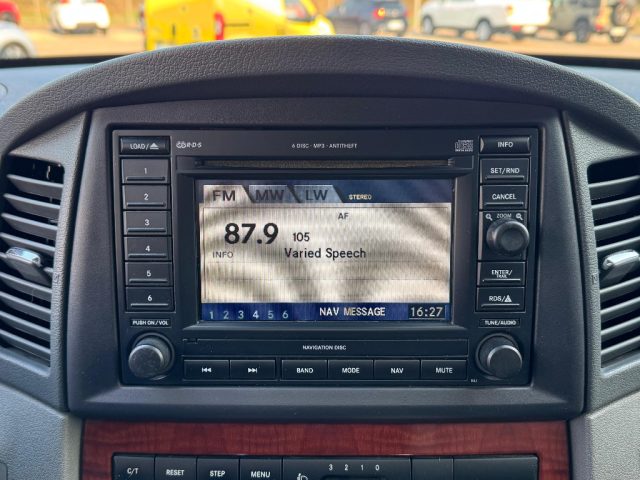 LOAD/⏏
R·D·S
6 DISC · MP3 · ANTITHEFT
INFO
1
2
3
4
5
6
SET/RND
CANCEL
ZOOM
ENTER/
RDS/
FM MW LW STEREO
AF
87.9 105
INFO Varied Speech
1 2 3 4 5 6 NAV MESSAGE 16:27
PUSH ON/VOL
TUNE/AUDIO
NAVIGATION DISC
BAND MODE NAV MUTE
C/T RESET STEP MENU
3 2 1 0